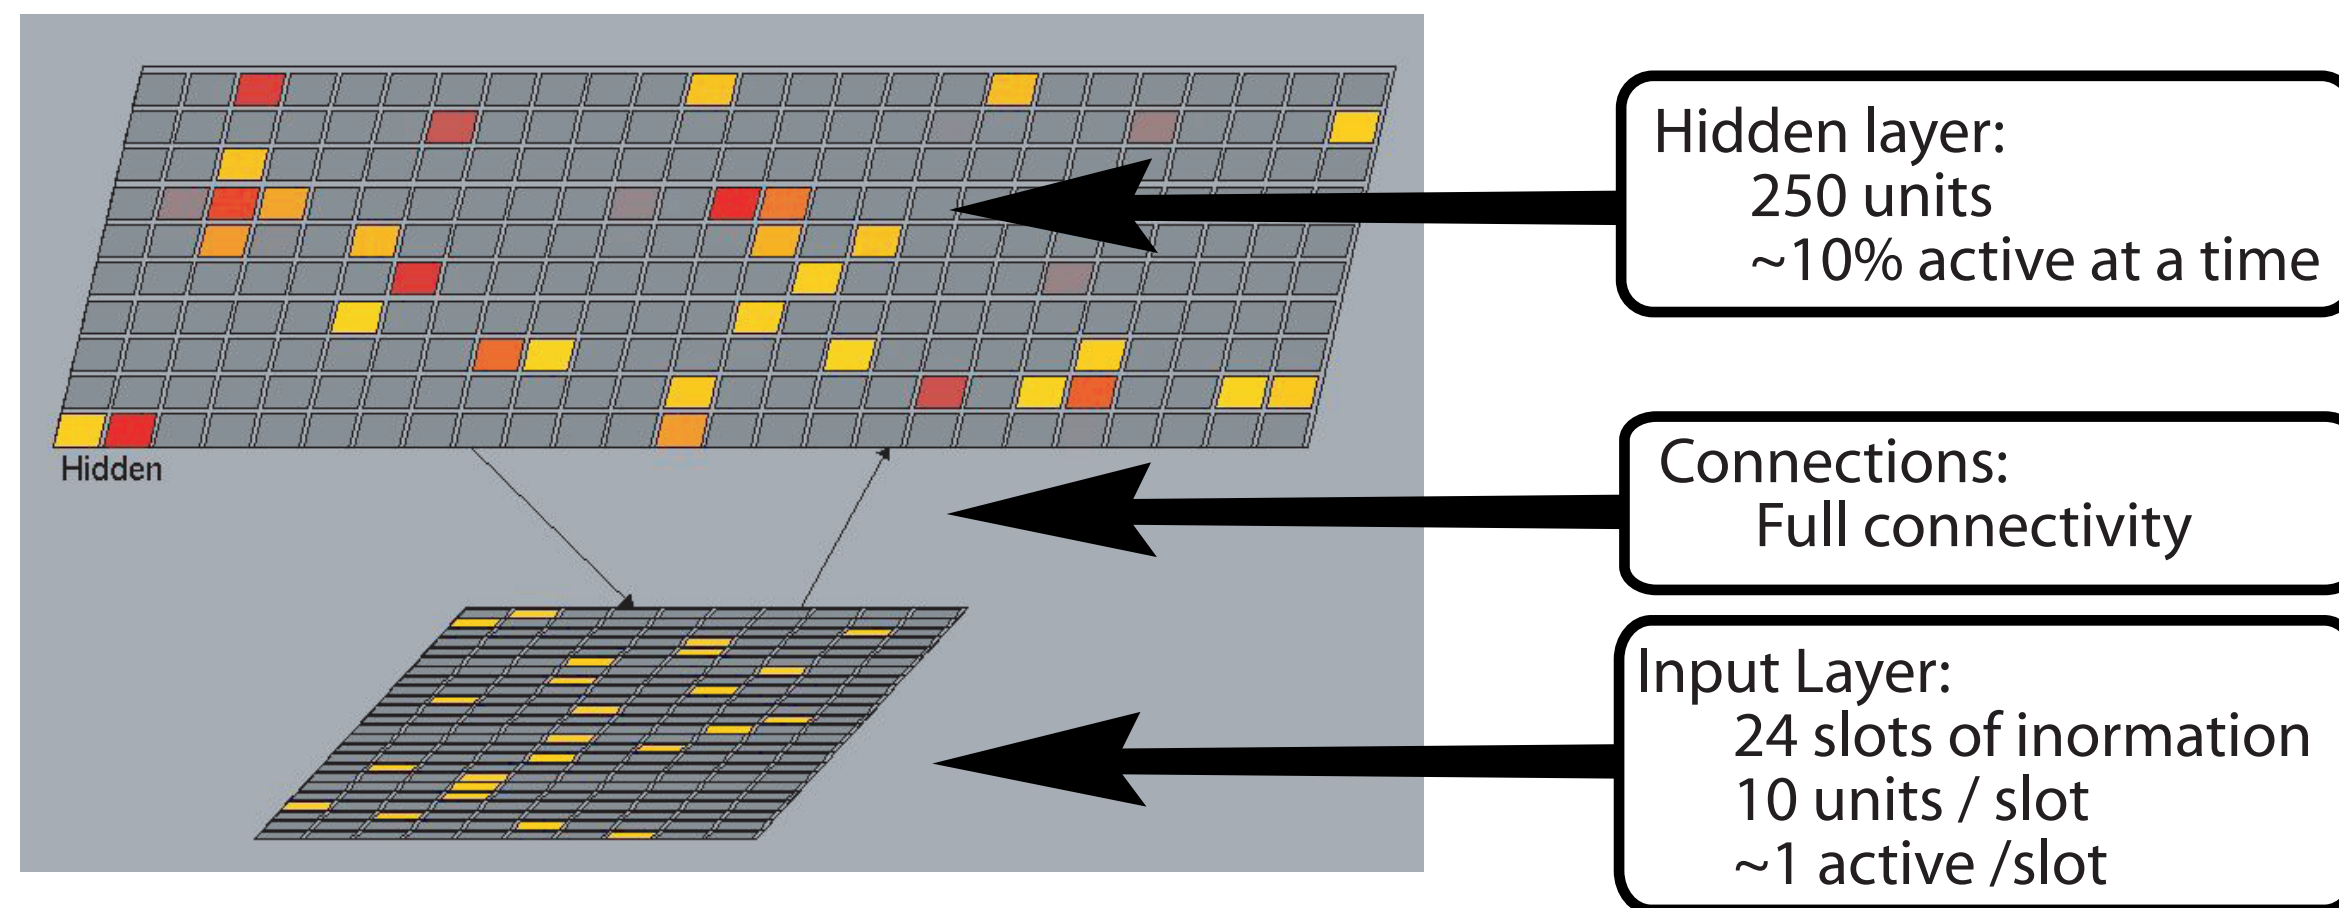 Hidden layer:
250 units
~10% active at a time
Hidden
Connections:
Full connectivity
Input Layer:
24 slots of inormation
10 units / slot
~1 active /slot